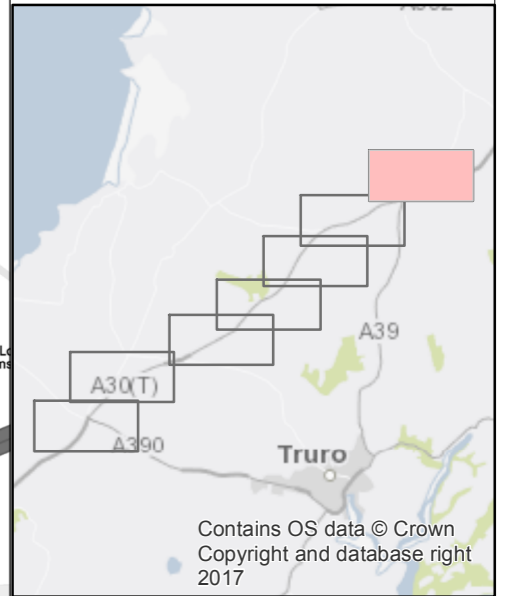 A39
A30(T)
A390
Truro
Contains OS data © Crown
Copyright and database right
2017